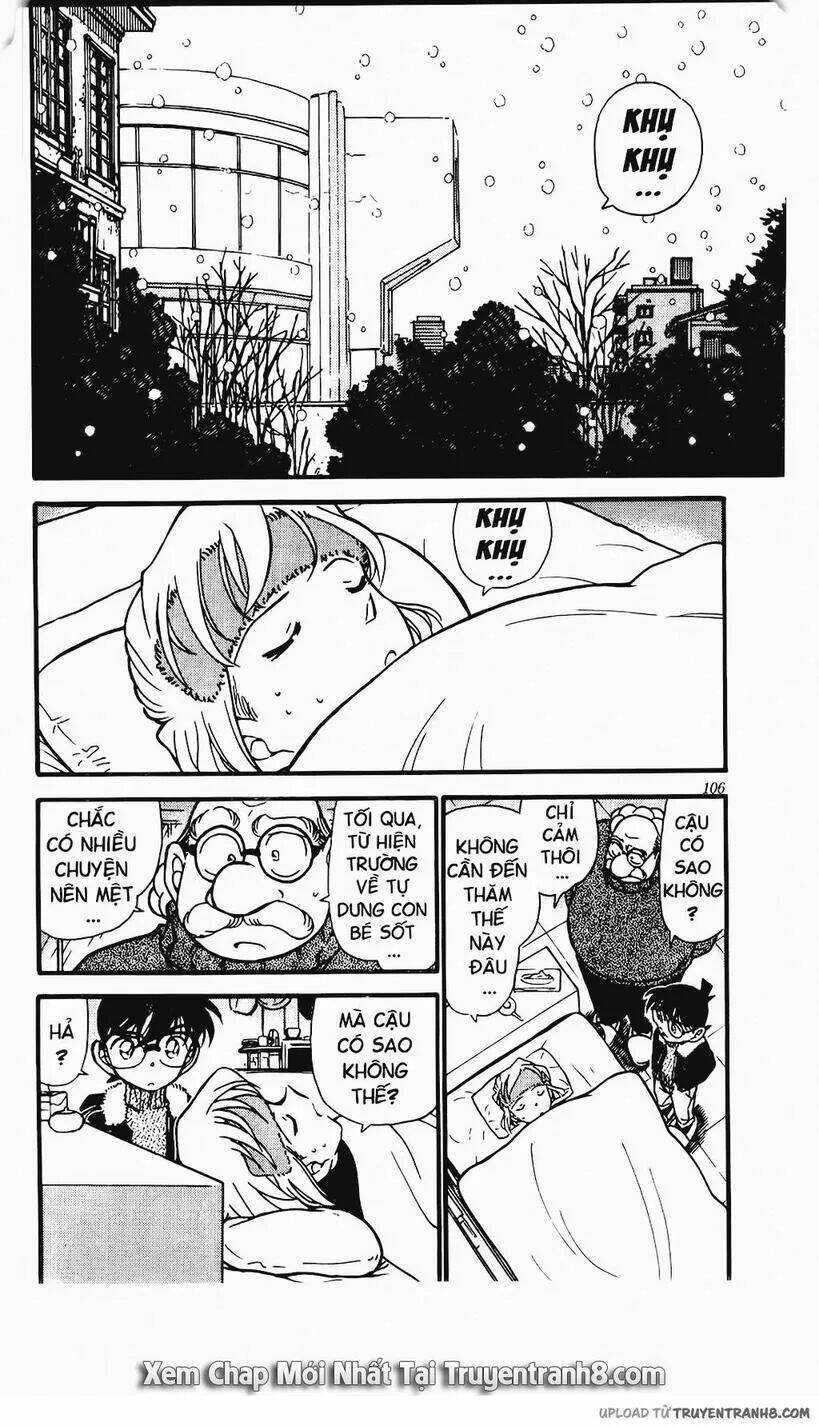 KHỤ
KHỤ
...
KHỤ
KHỤ
...
106
CẬU
CÓ
SAO
KHÔNG
?
CHỈ
CẢM
THÔI
...
KHÔNG
CẦN ĐẾN
THĂM
THẾ
NÀY
ĐÂU
...
TỐI QUA,
TỪ HIỆN
TRƯỜNG
VỀ TỰ
DUNG CON
BÉ SỐT
...
CHẮC
CÓ NHIỀU
CHUYỆN
NÊN MỆT
...
MÀ CẬU
CÓ SAO
KHÔNG
THẾ?
HẢ
?
Xem Chap Mới Nhất Tại Truyentranh8.com
UPLOAD TỪ TRUYENTRANH8.COM